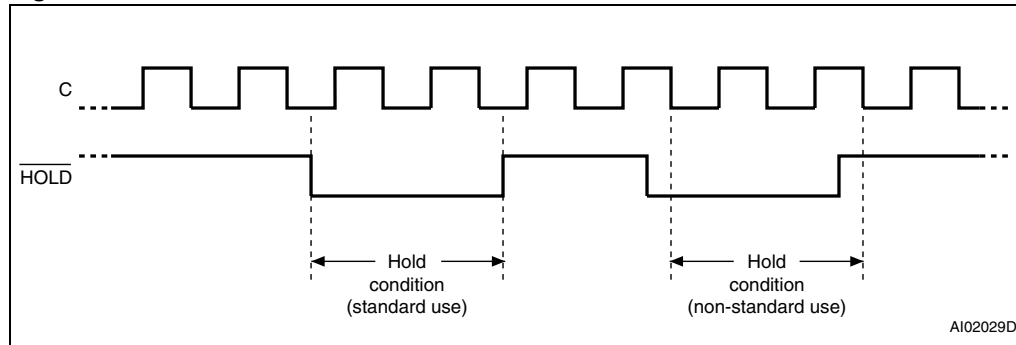 C
HOLD
Hold
condition
(standard use)
Hold
condition
(non-standard use)
AI02029D